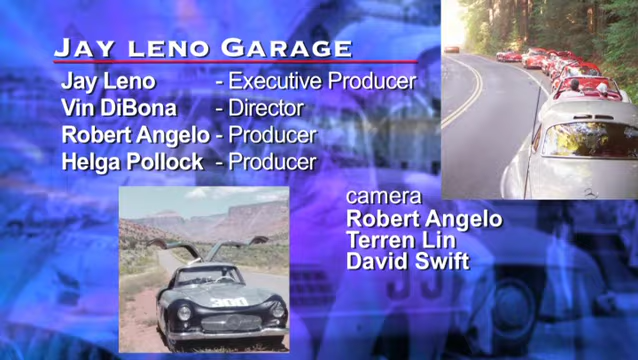 JAY LENO GARAGE
Jay Leno - Executive Producer
Vin DiBona - Director
Robert Angelo - Producer
Helga Pollock - Producer
camera
Robert Angelo
Terren Lin
David Swift
300